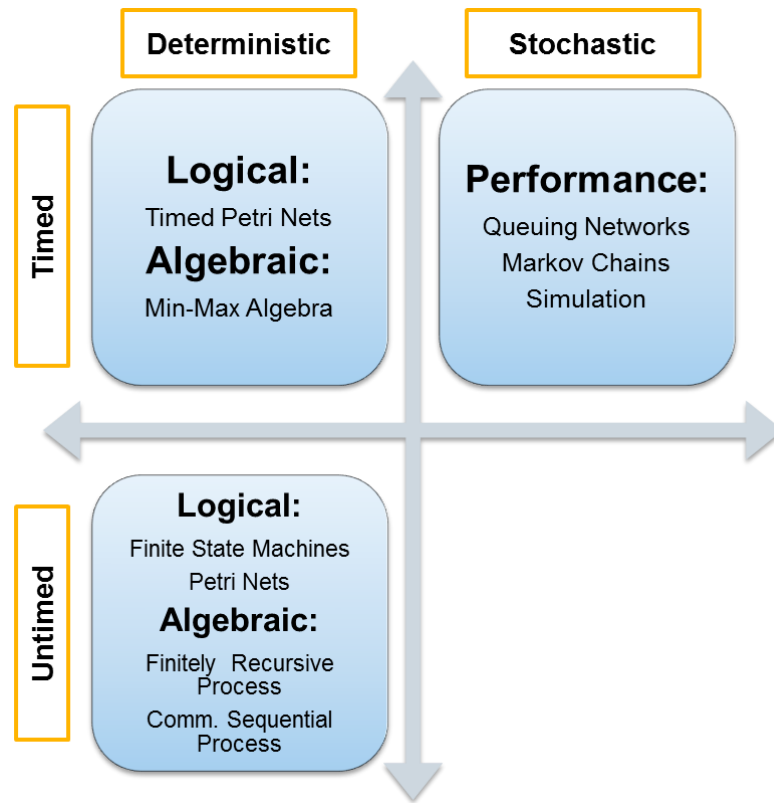 Deterministic
Stochastic
Timed
Logical:
Timed Petri Nets
Algebraic:
Min-Max Algebra
Performance:
Queuing Networks
Markov Chains
Simulation
Untimed
Logical:
Finite State Machines
Petri Nets
Algebraic:
Finitely Recursive
Process
Comm. Sequential
Process